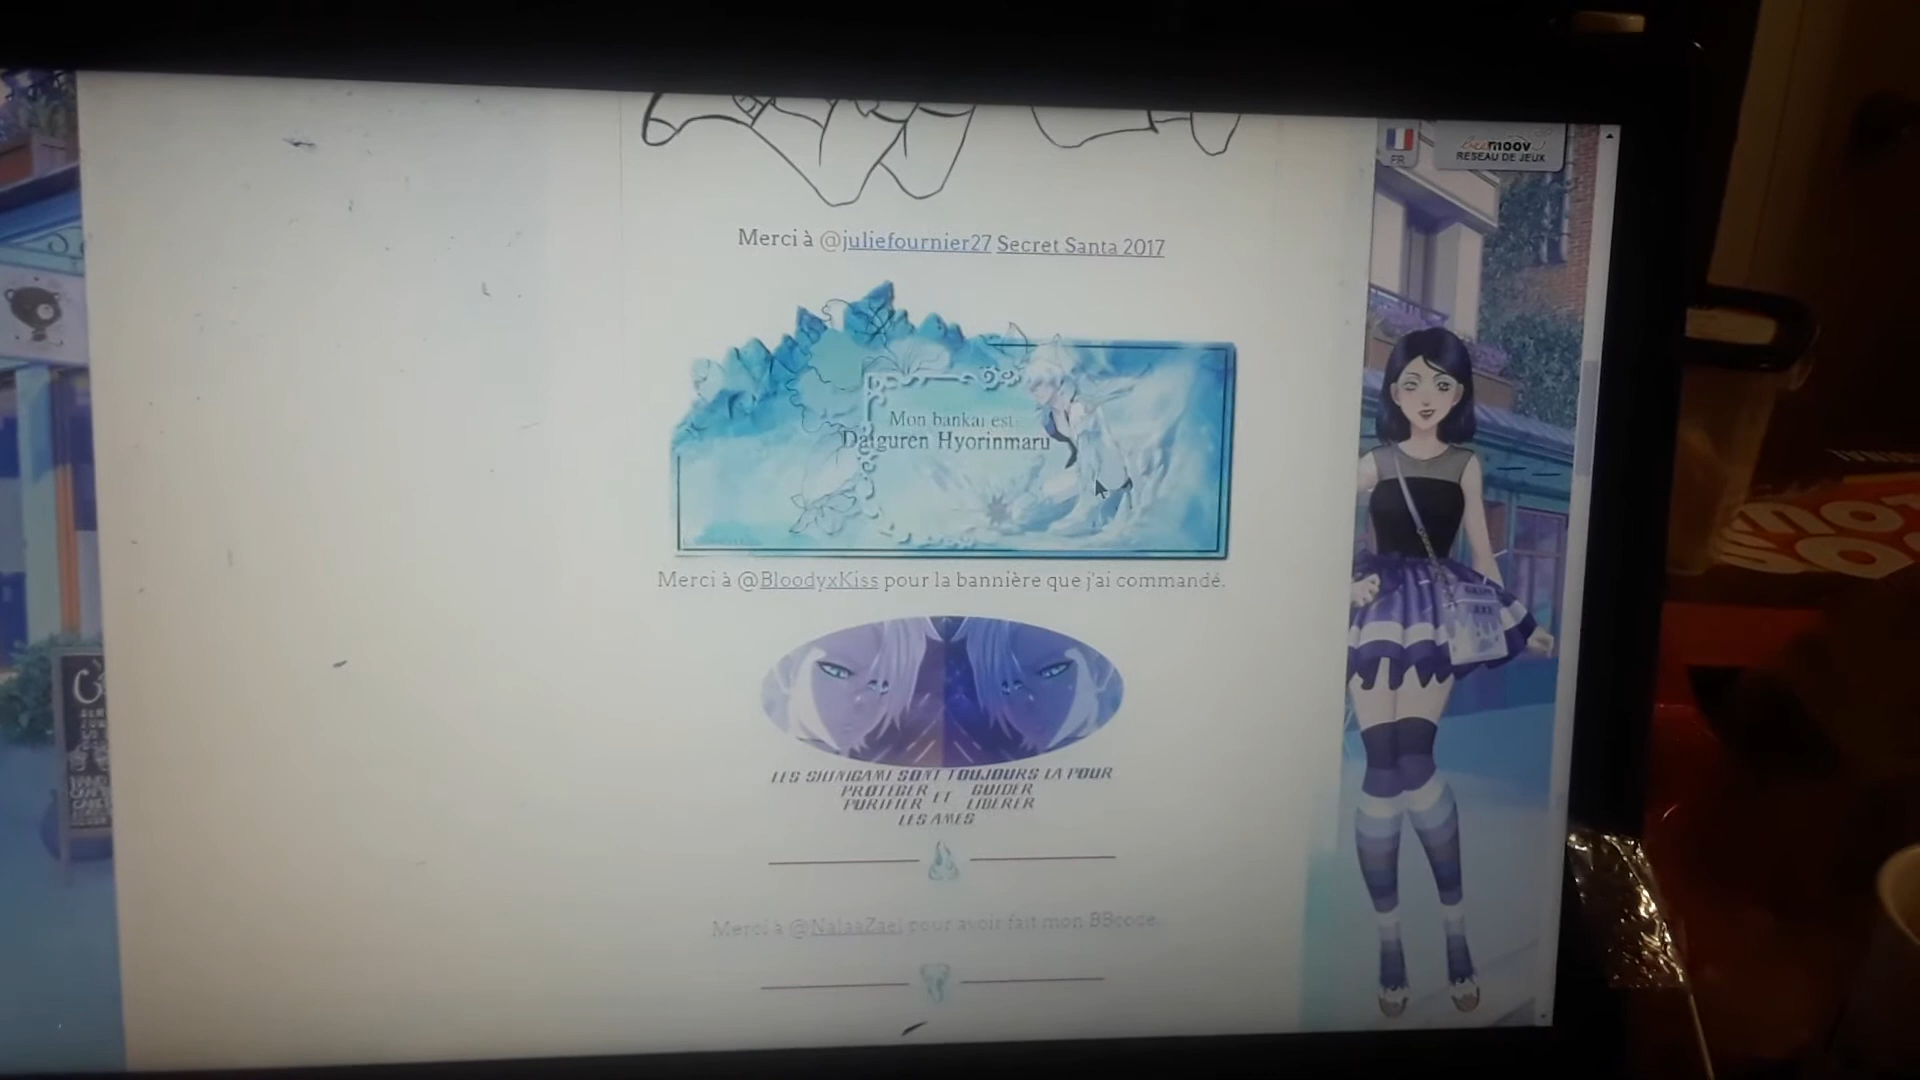 FR
moov
RESEAU DE JEUX
Merci à @juliefournier27 Secret Santa 2017
Mon bankai est
Daiguren Hyorinmaru
Merci à @BloodyxKiss pour la bannière que j'ai commandé.
LES SHINIGAMI SONT TOUJOURS LA POUR
PROTEGER ET GUIDER
PURIFIER LIBERER
LES AMES
Merci à @NalaaZael pour avoir fait mon BBcode.